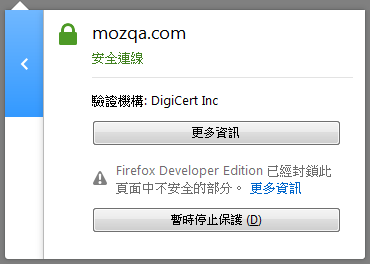 mozqa.com
安全連線
驗證機構: DigiCert Inc
更多資訊
Firefox Developer Edition 已經封鎖此
頁面中不安全的部分。 更多資訊
暫時停止保護 (D)